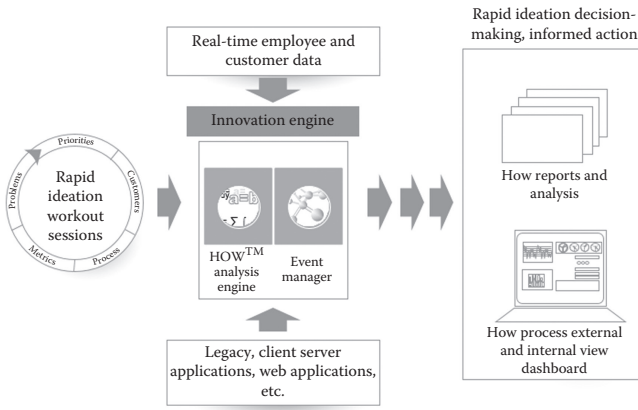 Real-time employee and
customer data
Innovation engine
Rapid ideation decision-
making, informed action
Priorities
Problems
Customers
Metrics
Process
Rapid
ideation
workout
sessions
a=b
Σ ∫
HOW™
analysis
engine
Event
manager
How reports and
analysis
Legacy, client server
applications, web applications,
etc.
How process external
and internal view
dashboard